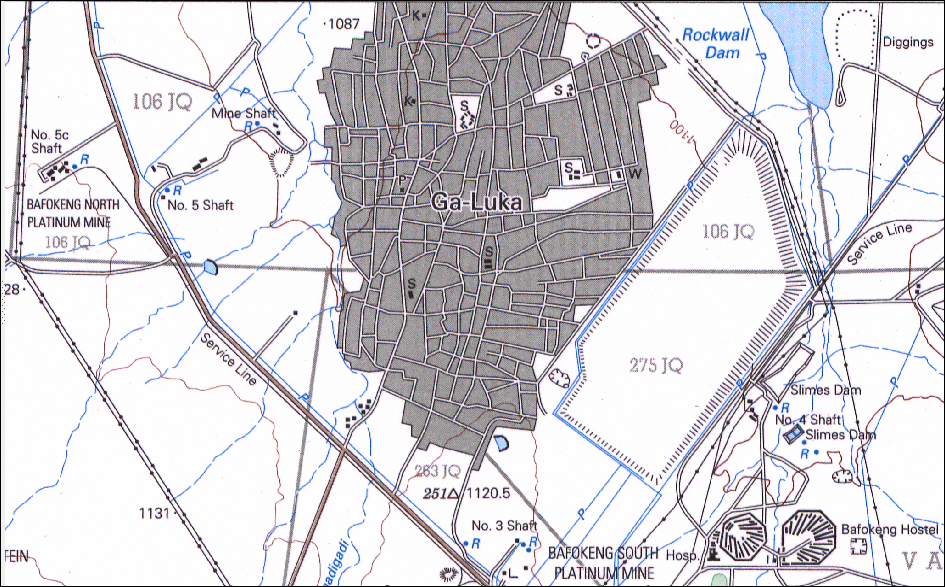 K
·1087
Rockwall
Dam
P
Diggings
106 JQ
P
K
S
S
Mine Shaft
R
1100
No. 5c
Shaft
R
P
S
W
P
P
R
No. 5 Shaft
Ga-Luka
BAFOKENG NORTH
PLATINUM MINE
106 JQ
106 JQ
P
S
Service Line
28
S
Service Line
275 JQ
P
P
P
Slimes Dam
R
No. 4 Shaft
Slimes Dam
R
263 JQ
251△ 1120.5
1131
P
No. 3 Shaft
R
R
Bafokeng Hostel
FEIN
adigadi
BAFOKENG SOUTH
PLATINUM MINE
Hosp.
V A
L